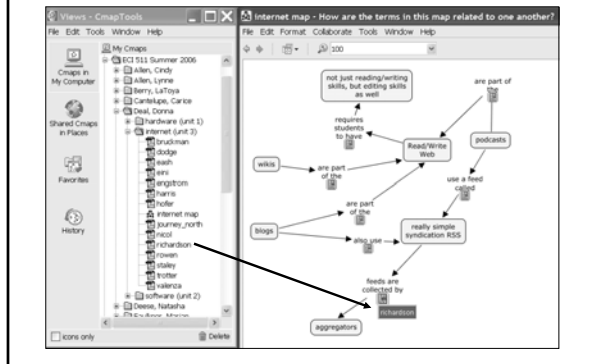 Views - CmapTools
File Edit Tools Window Help
Cmaps in
My Computer
Shared Cmaps
in Places
Favorites
History
My Cmaps
ECI 511 Summer 2006
Allen, Cindy
Allen, Lynne
Berry, LaToya
Cantelupe, Carice
Deal, Donna
hardware (unit 1)
internet (unit 3)
bruckman
dodge
eash
eini
engstrom
harris
hofer
internet map
journey_north
nicol
richardson
rowen
staley
trotter
valenza
software (unit 2)
Deese, Natasha
icons only
Delete
internet map - How are the terms in this map related to one another?
File Edit Format Collaborate Tools Window Help
100
not just reading/writing
skills, but editing skills
as well
are part of
requires
students
to have
Read/Write
Web
podcasts
wikis
are part
of the
use a feed
called
are part
of the
blogs
also use
really simple
syndication RSS
feeds are
collected by
richardson
aggregators